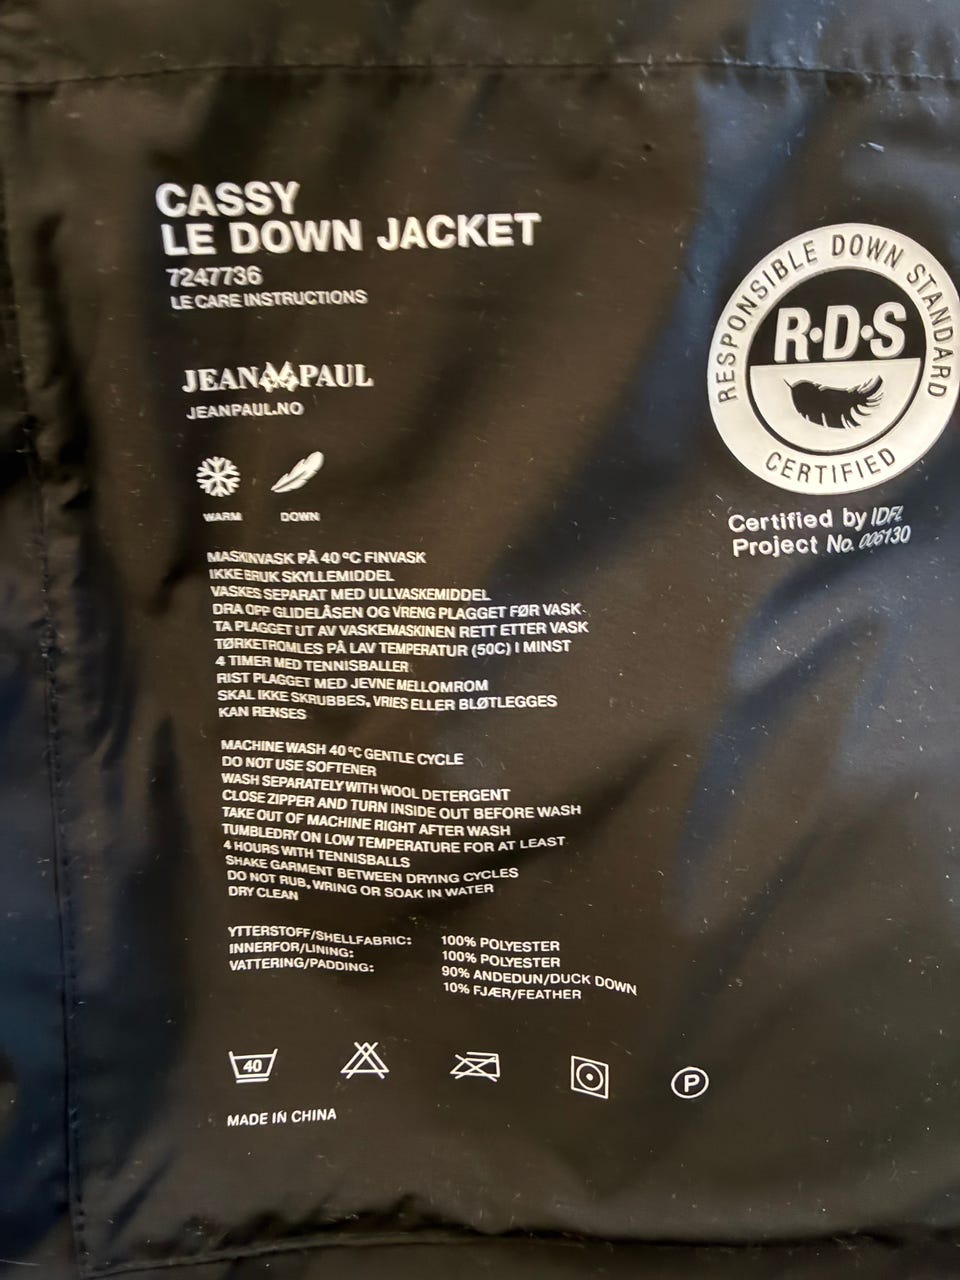 CASSY
LE DOWN JACKET
7247736
LE CARE INSTRUCTIONS
JEAN PAUL
JEANPAUL.NO
WARM DOWN
MASKINVASK PÅ 40 °C FINVASK
IKKE BRUK SKYLLEMIDDEL
VASKES SEPARAT MED ULLVASKEMIDDEL
DRA OPP GLIDELÅSEN OG VRENG PLAGGET FØR VASK
TA PLAGGET UT AV VASKEMASKINEN RETT ETTER VASK
TØRKETROMLES PÅ LAV TEMPERATUR (50C) I MINST
4 TIMER MED TENNISBALLER
RIST PLAGGET MED JEVNE MELLOMROM
SKAL IKKE SKRUBBES, VRIES ELLER BLØTLEGGES
KAN RENSES
MACHINE WASH 40 °C GENTLE CYCLE
DO NOT USE SOFTENER
WASH SEPARATELY WITH WOOL DETERGENT
CLOSE ZIPPER AND TURN INSIDE OUT BEFORE WASH
TAKE OUT OF MACHINE RIGHT AFTER WASH
TUMBLEDRY ON LOW TEMPERATURE FOR AT LEAST
4 HOURS WITH TENNISBALLS
SHAKE GARMENT BETWEEN DRYING CYCLES
DO NOT RUB, WRING OR SOAK IN WATER
DRY CLEAN
YTTERSTOFF/SHELLFABRIC: 100% POLYESTER
INNERFOR/LINING: 100% POLYESTER
VATTERING/PADDING: 90% ANDEDUN/DUCK DOWN
10% FJÆR/FEATHER
40
P
MADE IN CHINA
RESPONSIBLE DOWN STANDARD
R·D·S
CERTIFIED
Certified by IDFL
Project No. 006130